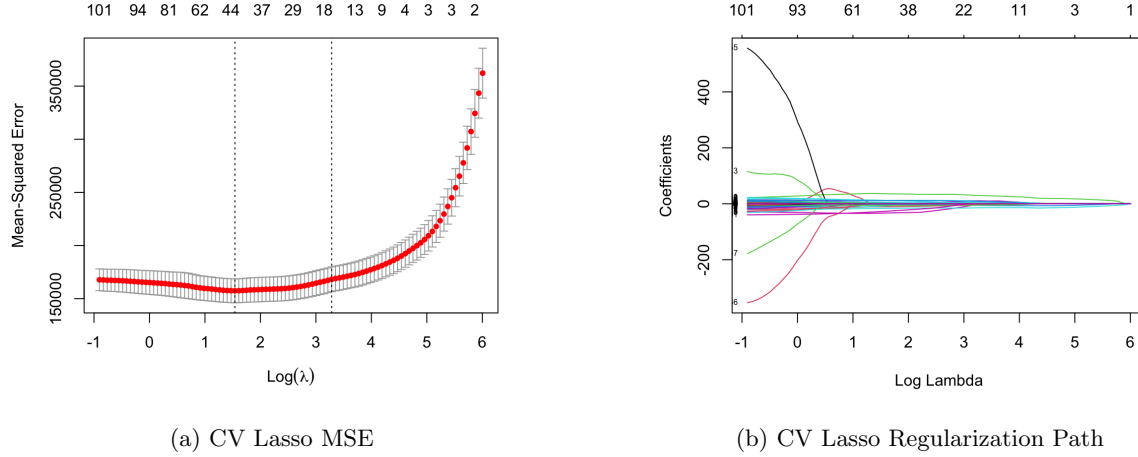 101 94 81 62 44 37 29 18 13 9 4 3 3 2
Mean-Squared Error
150000 250000 350000
-1 0 1 2 3 4 5 6
Log(λ)
(a) CV Lasso MSE
101 93 61 38 22 11 3 1
Coefficients
400
200
0
200
5
3
7
6
-1 0 1 2 3 4 5 6
Log Lambda
(b) CV Lasso Regularization Path